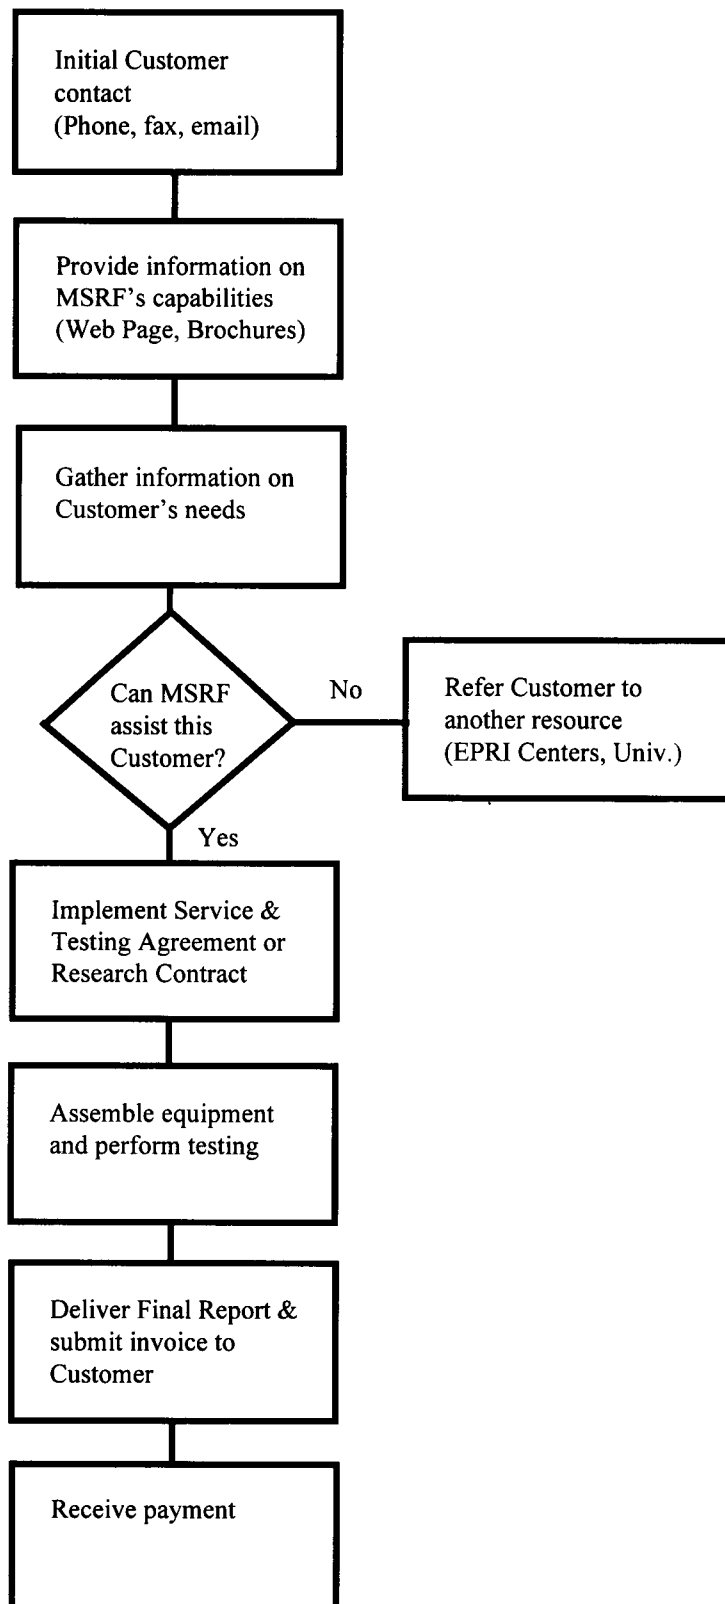 Initial Customer
contact
(Phone, fax, email)
Provide information on
MSRF's capabilities
(Web Page, Brochures)
Gather information on
Customer's needs
Can MSRF
assist this
Customer?
No
Refer Customer to
another resource
(EPRI Centers, Univ.)
Yes
Implement Service &
Testing Agreement or
Research Contract
Assemble equipment
and perform testing
Deliver Final Report &
submit invoice to
Customer
Receive payment